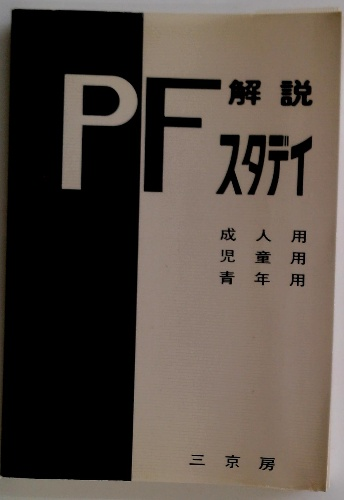 PF 解説
スタデイ
成人用
児童用
青年用
三京房